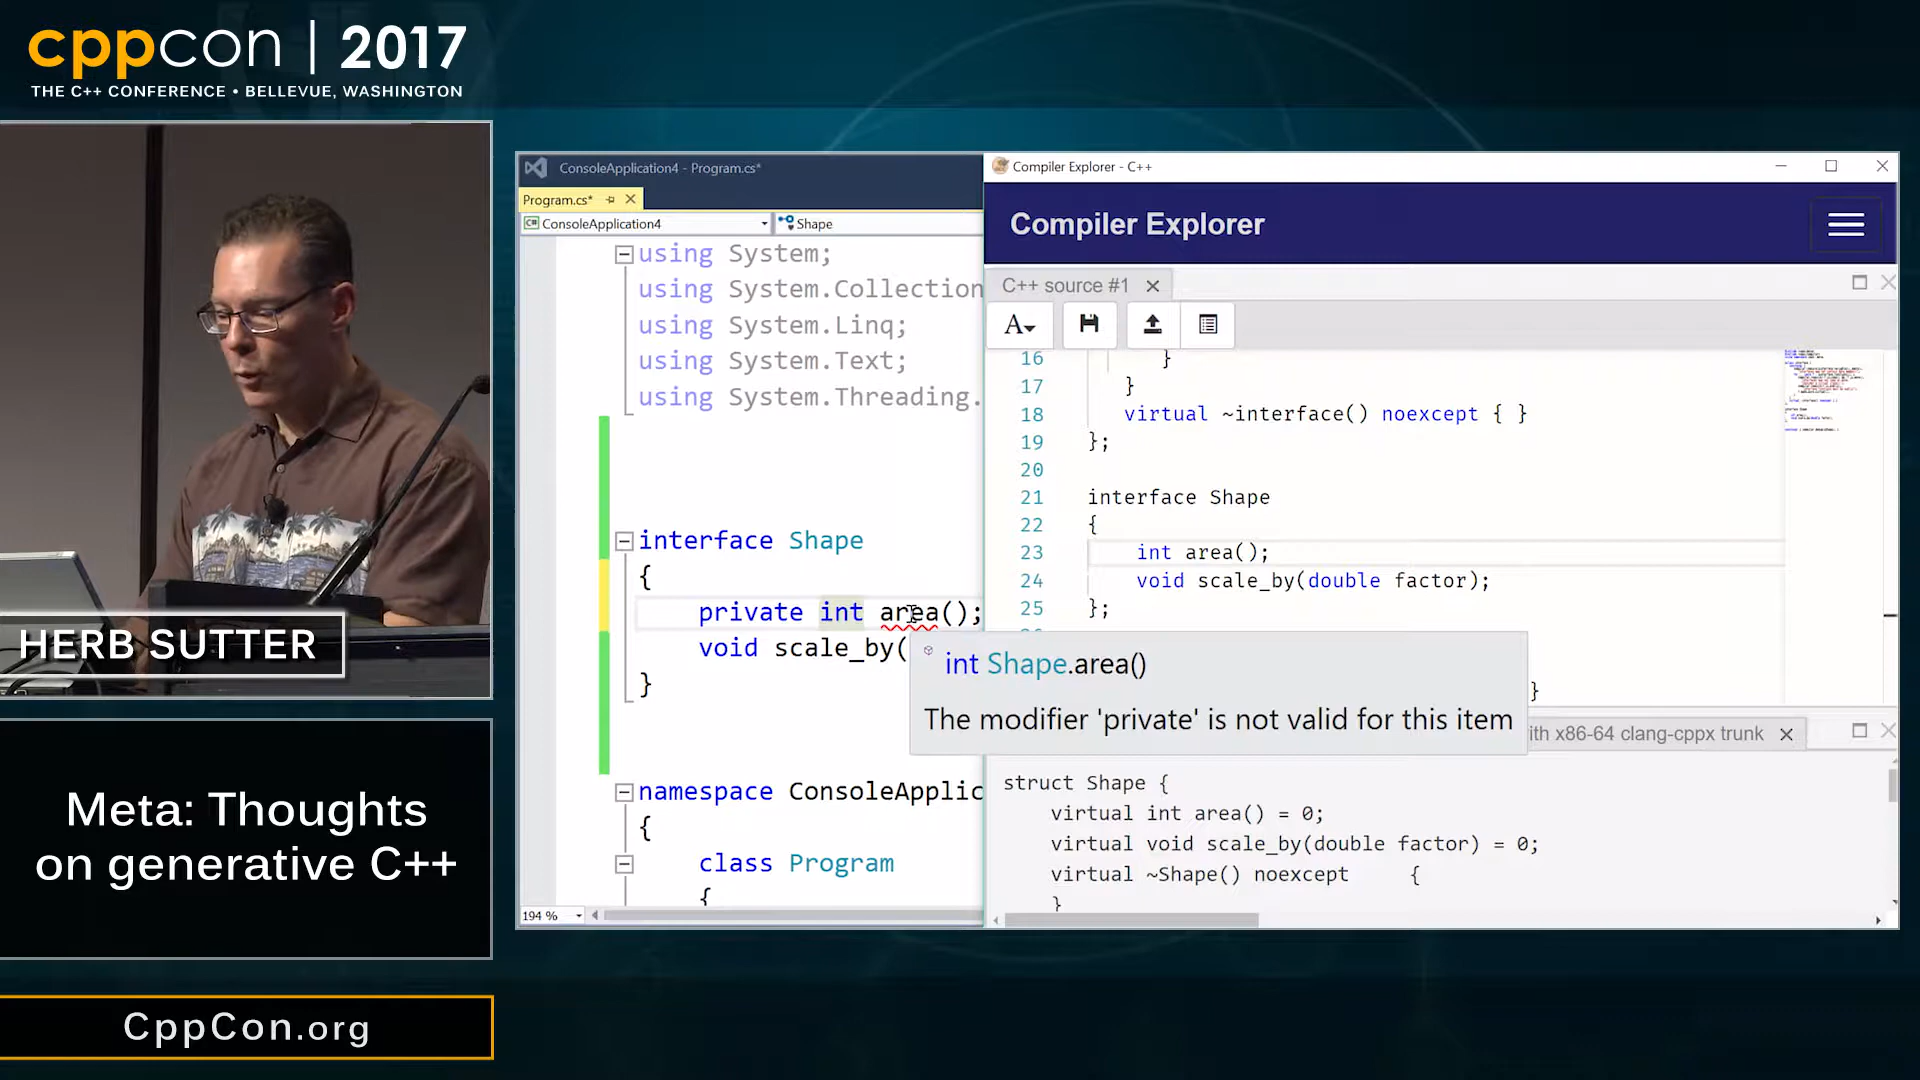 cppcon | 2017
THE C++ CONFERENCE • BELLEVUE, WASHINGTON
HERB SUTTER
Meta: Thoughts
on generative C++
CppCon.org
ConsoleApplication4 - Program.cs*
Program.cs*
ConsoleApplication4
Shape
using System;
using System.Collection
using System.Linq;
using System.Text;
using System.Threading.
interface Shape
{
private int area();
void scale_by(
}
namespace ConsoleApplic
{
class Program
{
194 %
Compiler Explorer - C++
Compiler Explorer
C++ source #1
A
16 }
17 }
18 virtual ~interface() noexcept { }
19 };
20
21 interface Shape
22 {
23 int area();
24 void scale_by(double factor);
25 };
}
int Shape.area()
The modifier 'private' is not valid for this item
ith x86-64 clang-cppx trunk
struct Shape {
virtual int area() = 0;
virtual void scale_by(double factor) = 0;
virtual ~Shape() noexcept {
}